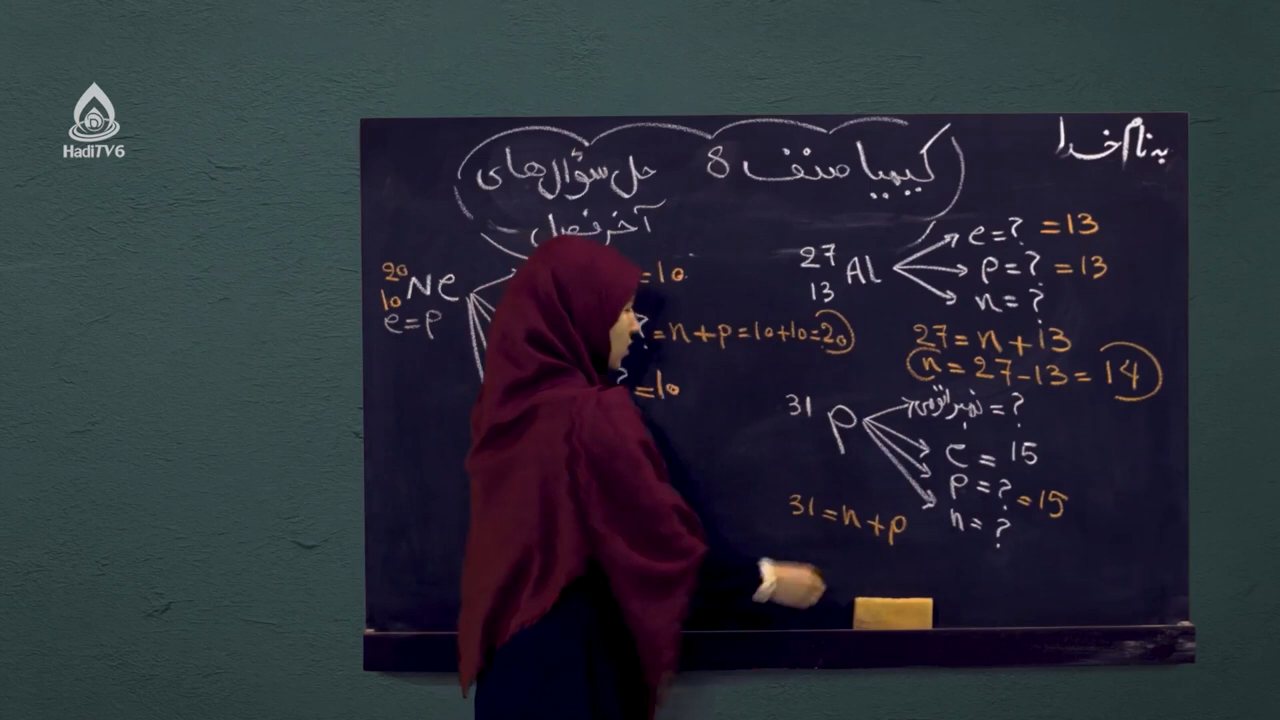 HadiTV6
به نام خدا
کیمیا صنف 8 حل سؤال های
آخر فصل
27 13 Al e=? =13
p=? =13
n=?
27=n+13
n=27-13=14
31 P نمبر اتومی =?
e=15
p=? =15
n=?
31=n+p
20 10 Ne =10
e=p
?=n+p=10+10=20
?=10